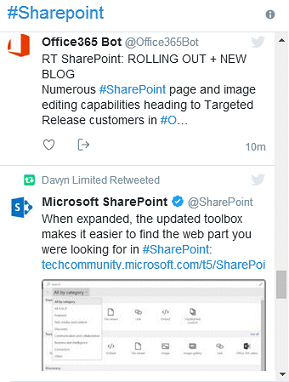 #Sharepoint
Office365 Bot @Office365Bot
RT SharePoint: ROLLING OUT + NEW
BLOG
Numerous #SharePoint page and image
editing capabilities heading to Targeted
Release customers in #O…
10m
Davyn Limited Retweeted
Microsoft SharePoint @SharePoint
When expanded, the updated toolbox
makes it easier to find the web part you
were looking for in #SharePoint:
techcommunity.microsoft.com/t5/SharePoi
All by category